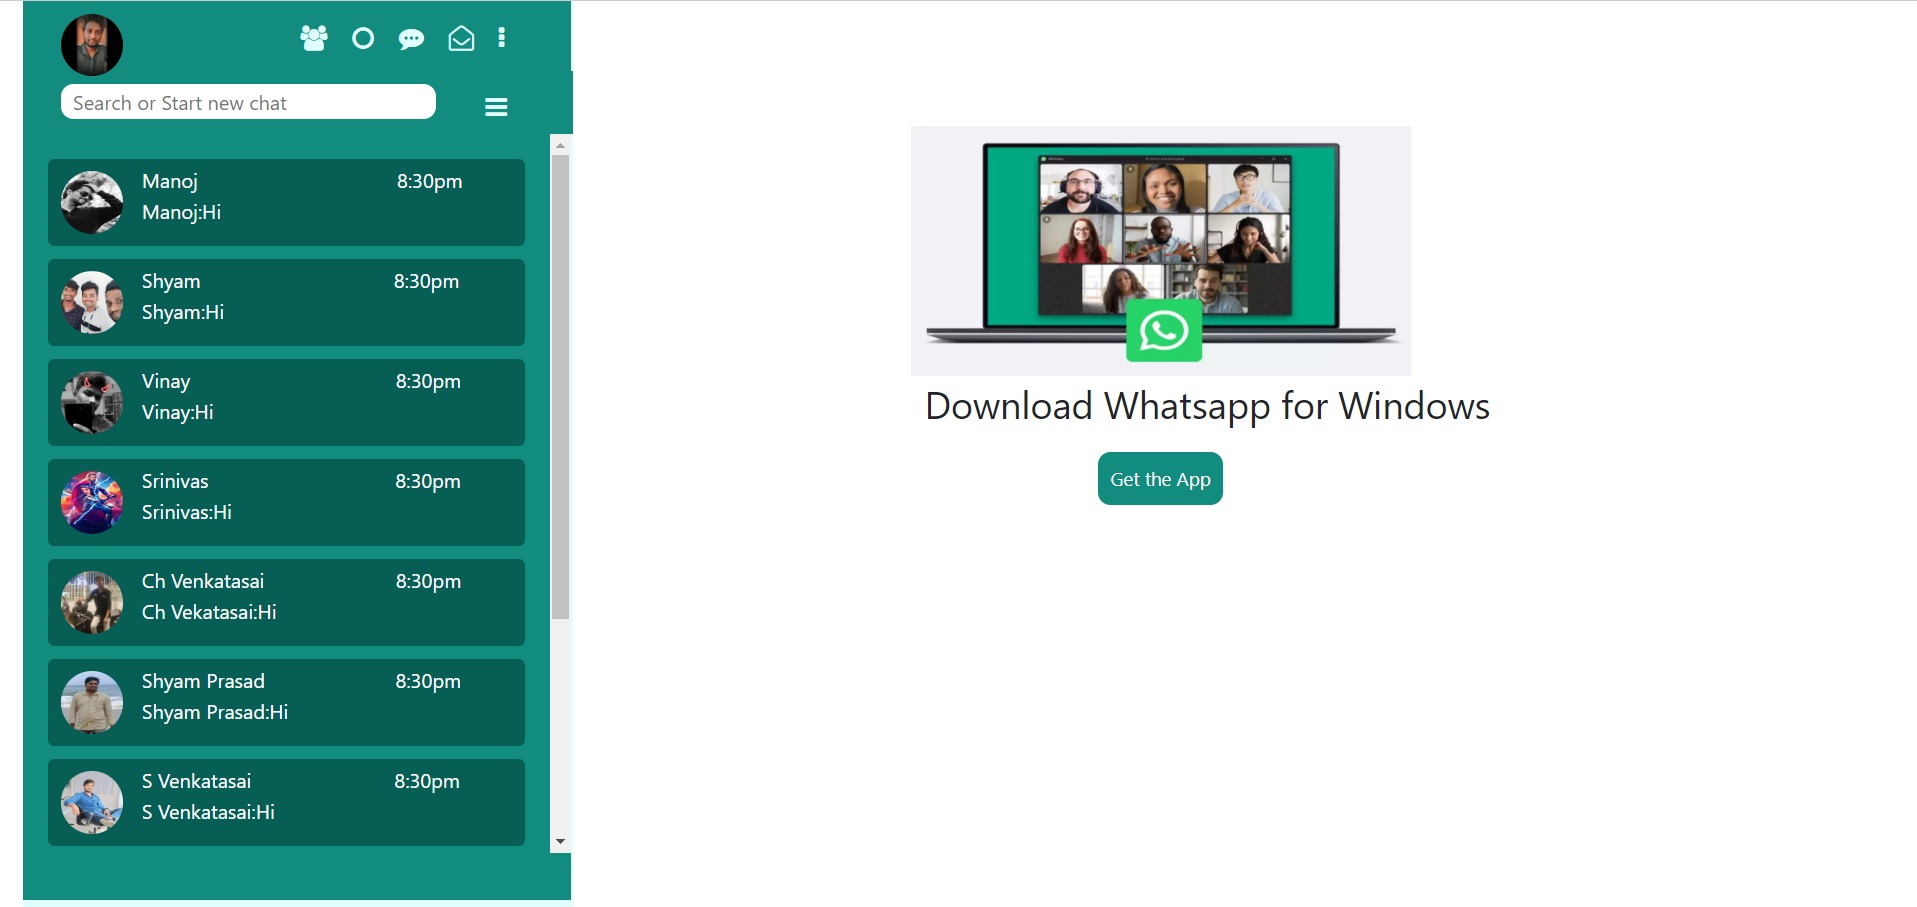 Search or Start new chat
Manoj 8:30pm
Manoj:Hi
Shyam 8:30pm
Shyam:Hi
Vinay 8:30pm
Vinay:Hi
Srinivas 8:30pm
Srinivas:Hi
Ch Venkatasai 8:30pm
Ch Vekatasai:Hi
Shyam Prasad 8:30pm
Shyam Prasad:Hi
S Venkatasai 8:30pm
S Venkatasai:Hi
Download Whatsapp for Windows
Get the App